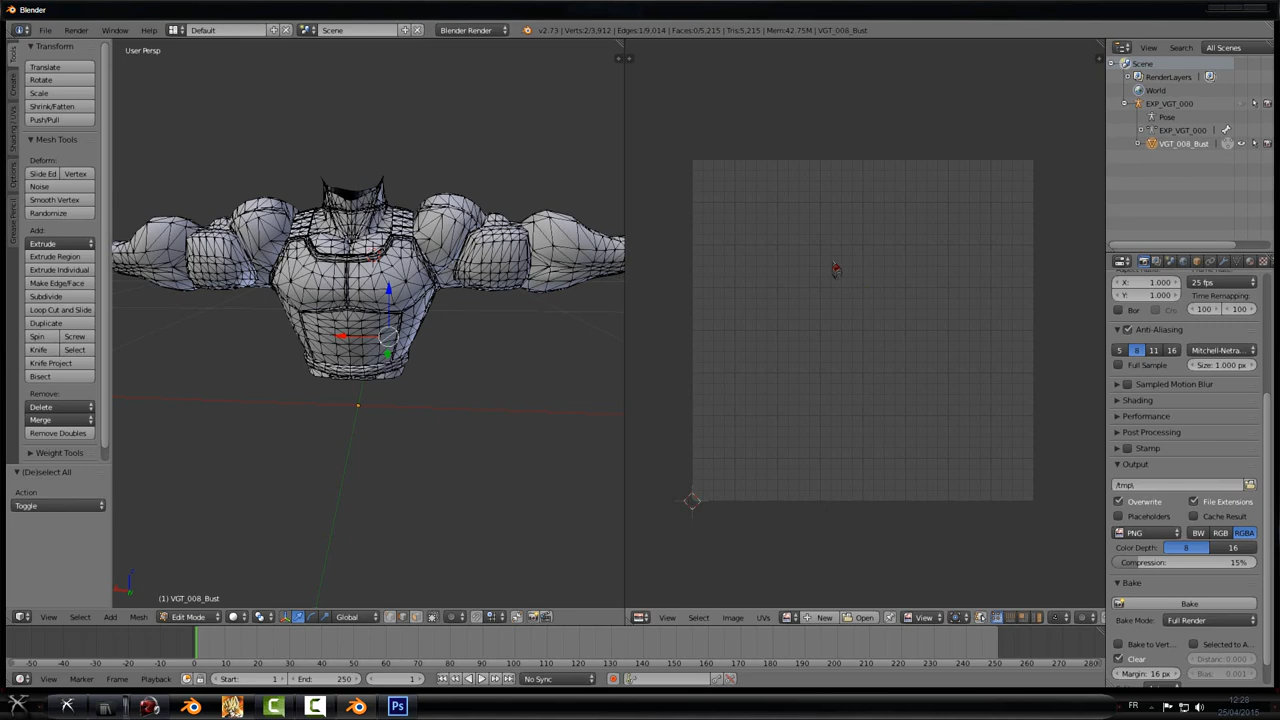 Blender
File Render Window Help Default Scene Blender Render v2.73 | Verts:2/3,912 | Edges:1/9,014 | Faces:0/5,215 | Tris:5,215 | Mem:42.75M | VGT_008_Bust
Transform
Translate
Rotate
Scale
Shrink/Fatten
Push/Pull
Mesh Tools
Deform:
Slide Ed Vertex
Noise
Smooth Vertex
Randomize
Add:
Extrude
Extrude Region
Extrude Individual
Make Edge/Face
Subdivide
Loop Cut and Slide
Duplicate
Spin Screw
Knife Select
Knife Project
Bisect
Remove:
Delete
Merge
Remove Doubles
Weight Tools
(De)select All
Action
Toggle
Tools
Create
Shading / UVs
Options
Grease Pencil
User Persp
(1) VGT_008_Bust
View Select Add Mesh Edit Mode Global
View Select Image UVs New Open View
View Search All Scenes
Scene
RenderLayers
World
EXP_VGT_000
Pose
EXP_VGT_000
VGT_008_Bust
X: 1.000 25 fps
Y: 1.000 Time Remapping:
Bor Cro 100 100
Anti-Aliasing
5 8 11 16 Mitchell-Netra...
Full Sample Size: 1.000 px
Sampled Motion Blur
Shading
Performance
Post Processing
Stamp
Output
/tmp\
Overwrite File Extensions
Placeholders Cache Result
PNG BW RGB RGBA
Color Depth: 8 16
Compression: 15%
Bake
Bake
Bake Mode: Full Render
Bake to Vert... Selected to A...
Clear Distance: 0.000
Margin: 16 px Bias: 0.001
-50 -40 -30 -20 -10 0 10 20 30 40 50 60 70 80 90 100 110 120 130 140 150 160 170 180 190 200 210 220 230 240 250 260 270 280
View Marker Frame Playback Start: 1 End: 250 1 No Sync
FR 12:28
25/04/2015